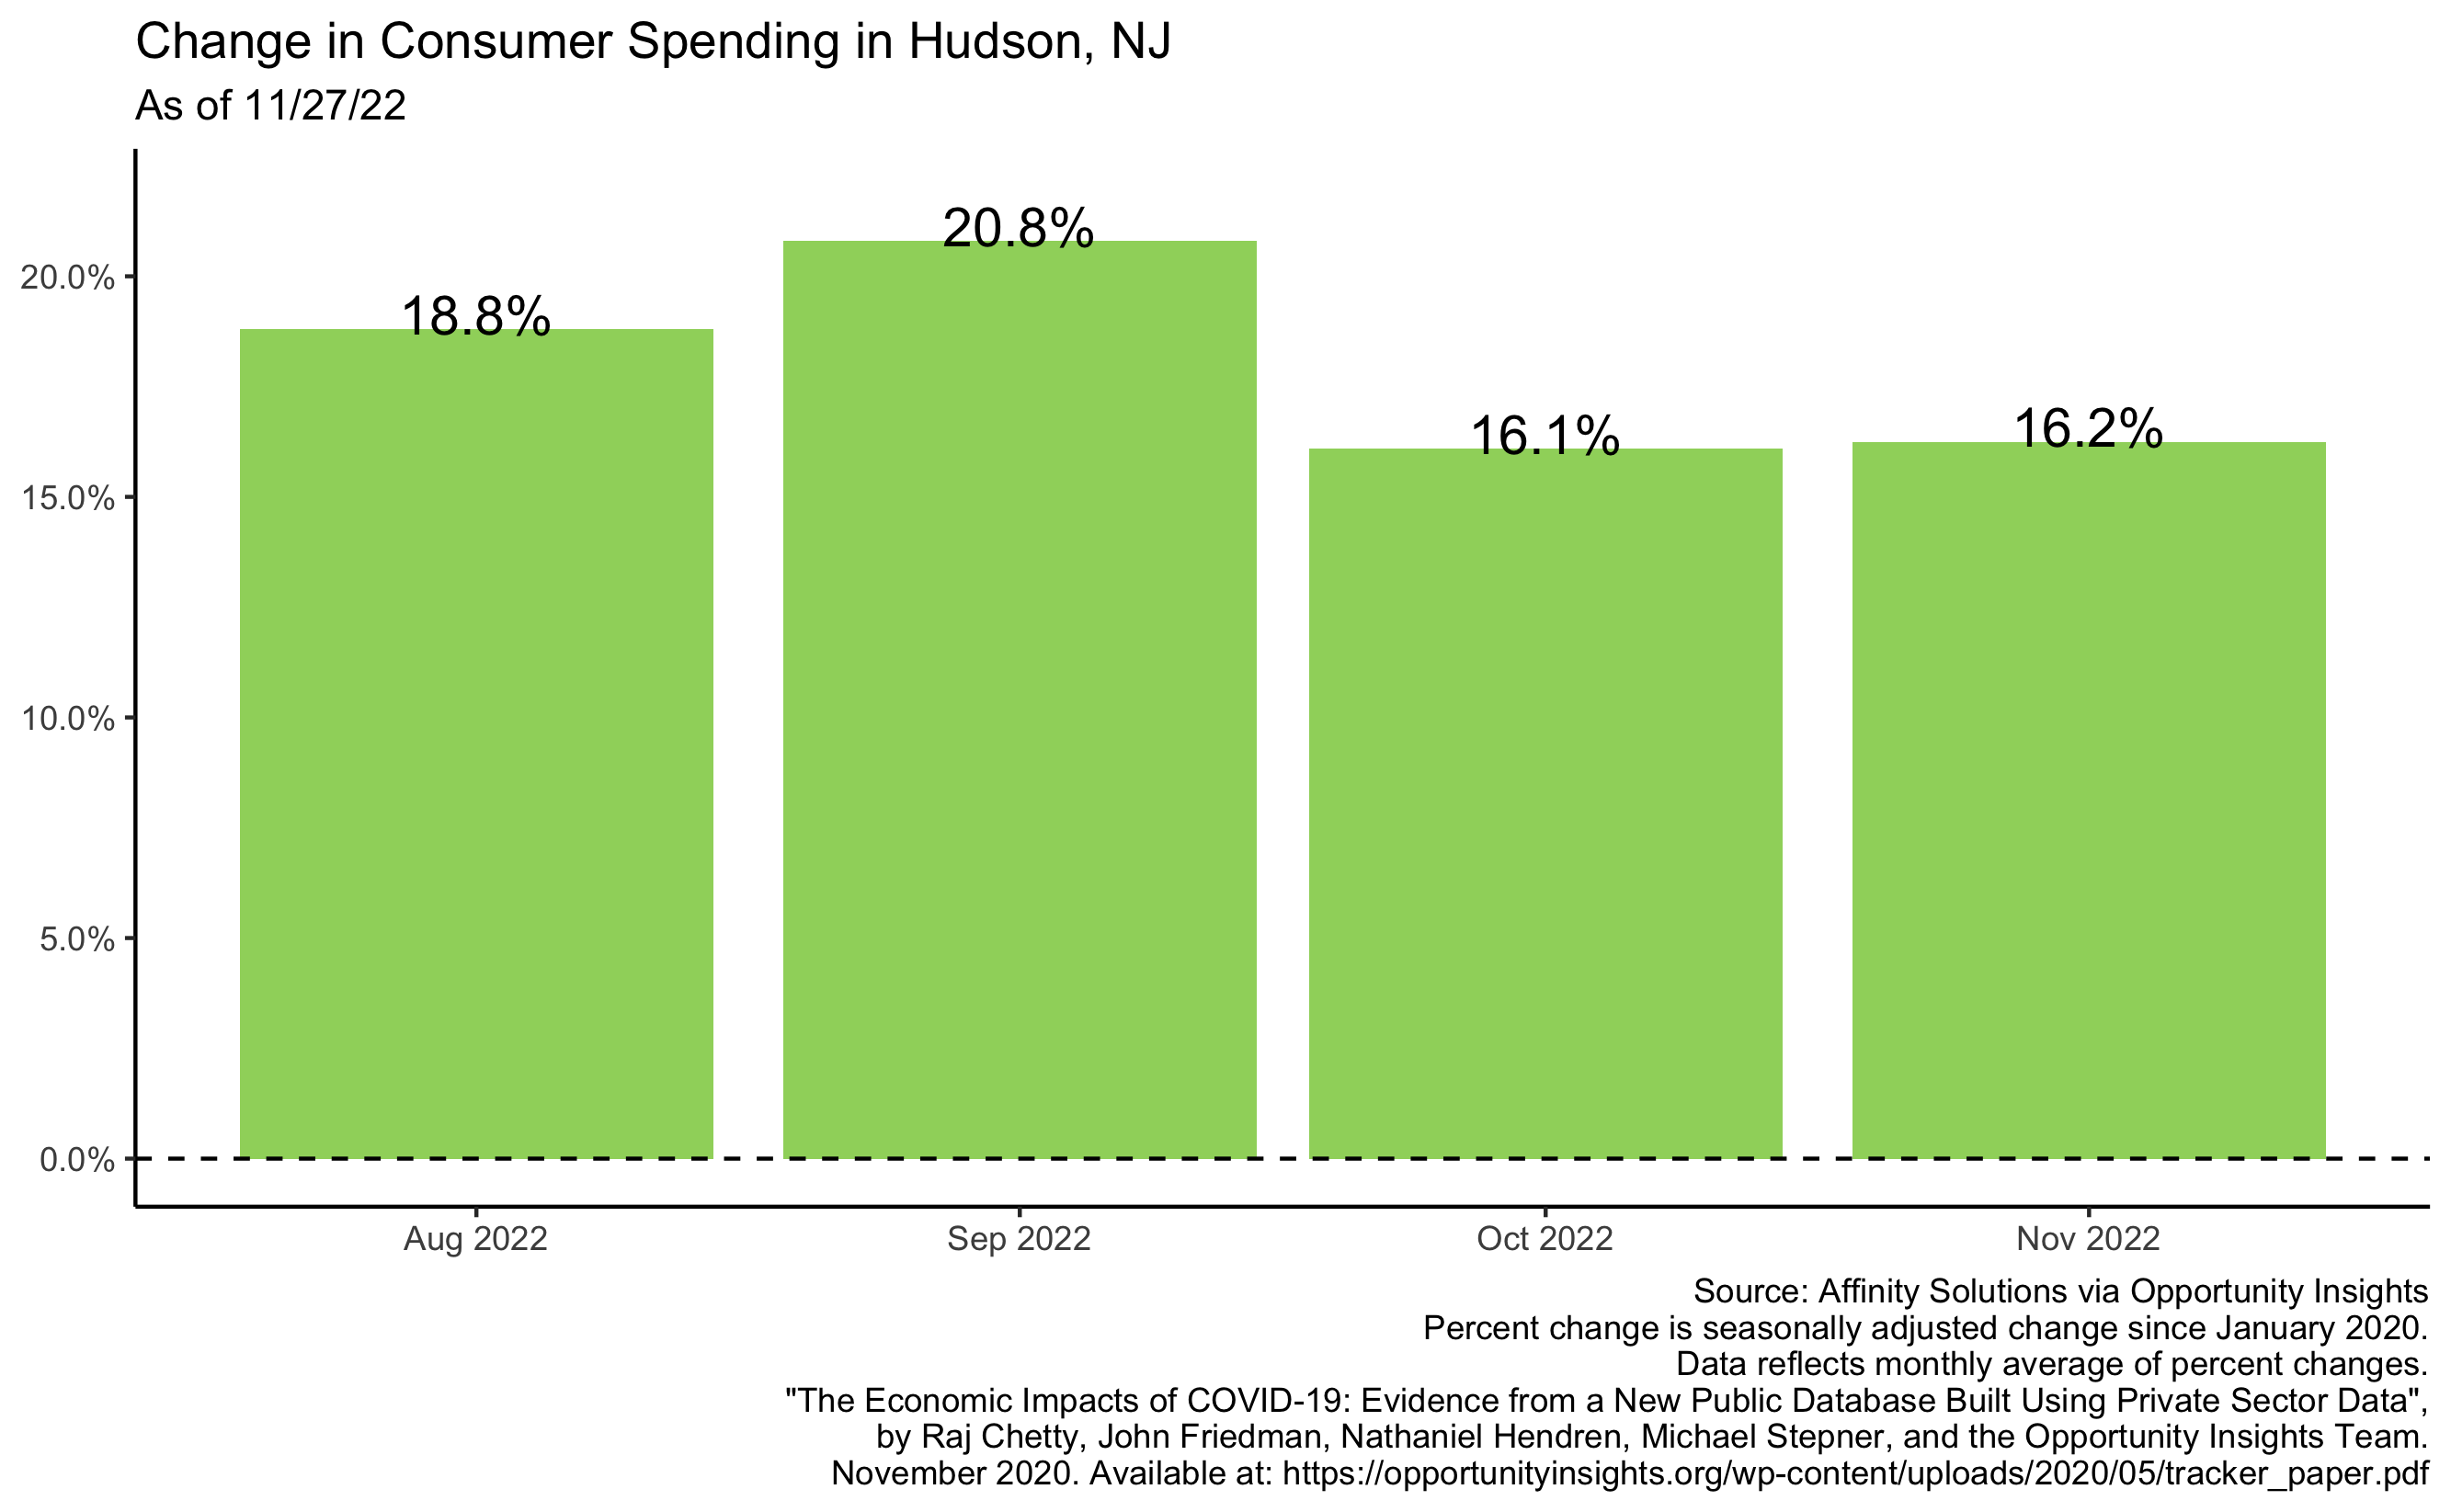 Change in Consumer Spending in Hudson, NJ
As of 11/27/22
20.8%
18.8%
16.1%
16.2%
20.0%
15.0%
10.0%
5.0%
0.0%
Aug 2022
Sep 2022
Oct 2022
Nov 2022
Source: Affinity Solutions via Opportunity Insights
Percent change is seasonally adjusted change since January 2020.
Data reflects monthly average of percent changes.
"The Economic Impacts of COVID-19: Evidence from a New Public Database Built Using Private Sector Data",
by Raj Chetty, John Friedman, Nathaniel Hendren, Michael Stepner, and the Opportunity Insights Team.
November 2020. Available at: https://opportunityinsights.org/wp-content/uploads/2020/05/tracker_paper.pdf